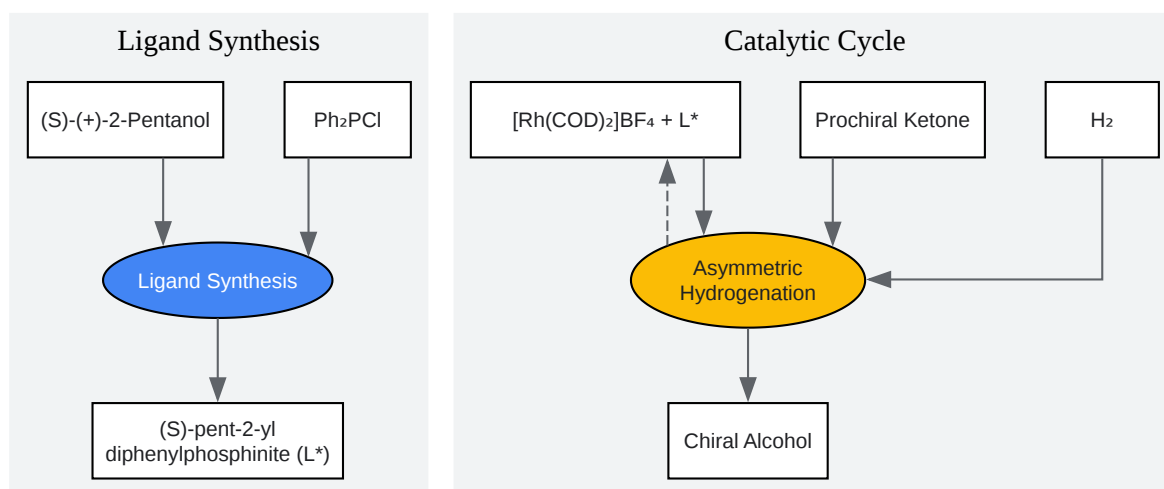 Ligand Synthesis
(S)-(+)-2-Pentanol
Ph₂PCl
Ligand Synthesis
(S)-pent-2-yl
diphenylphosphinite (L*)
Catalytic Cycle
[Rh(COD)₂]BF₄ + L*
Prochiral Ketone
H₂
Asymmetric
Hydrogenation
Chiral Alcohol